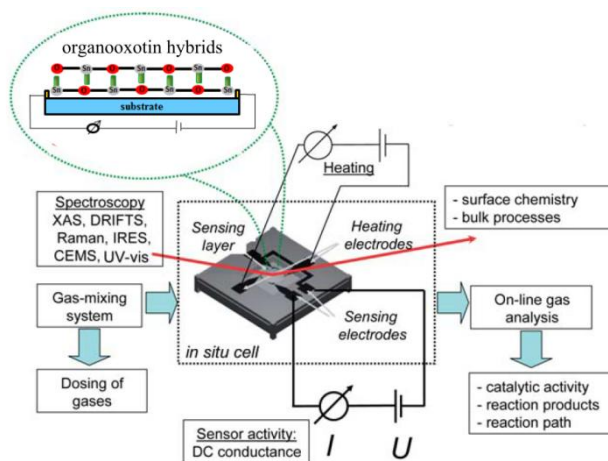 organooxotin hybrids
O Sn O Sn O Sn O
Sn O Sn O Sn O Sn
substrate
Heating
Spectroscopy
XAS, DRIFTS,
Raman, IRES,
CEMS, UV-vis
Sensing
layer
Heating
electrodes
- surface chemistry
- bulk processes
Gas-mixing
system
in situ cell
Sensing
electrodes
On-line gas
analysis
Dosing of
gases
Sensor activity:
DC conductance
I
U
- catalytic activity
- reaction products
- reaction path